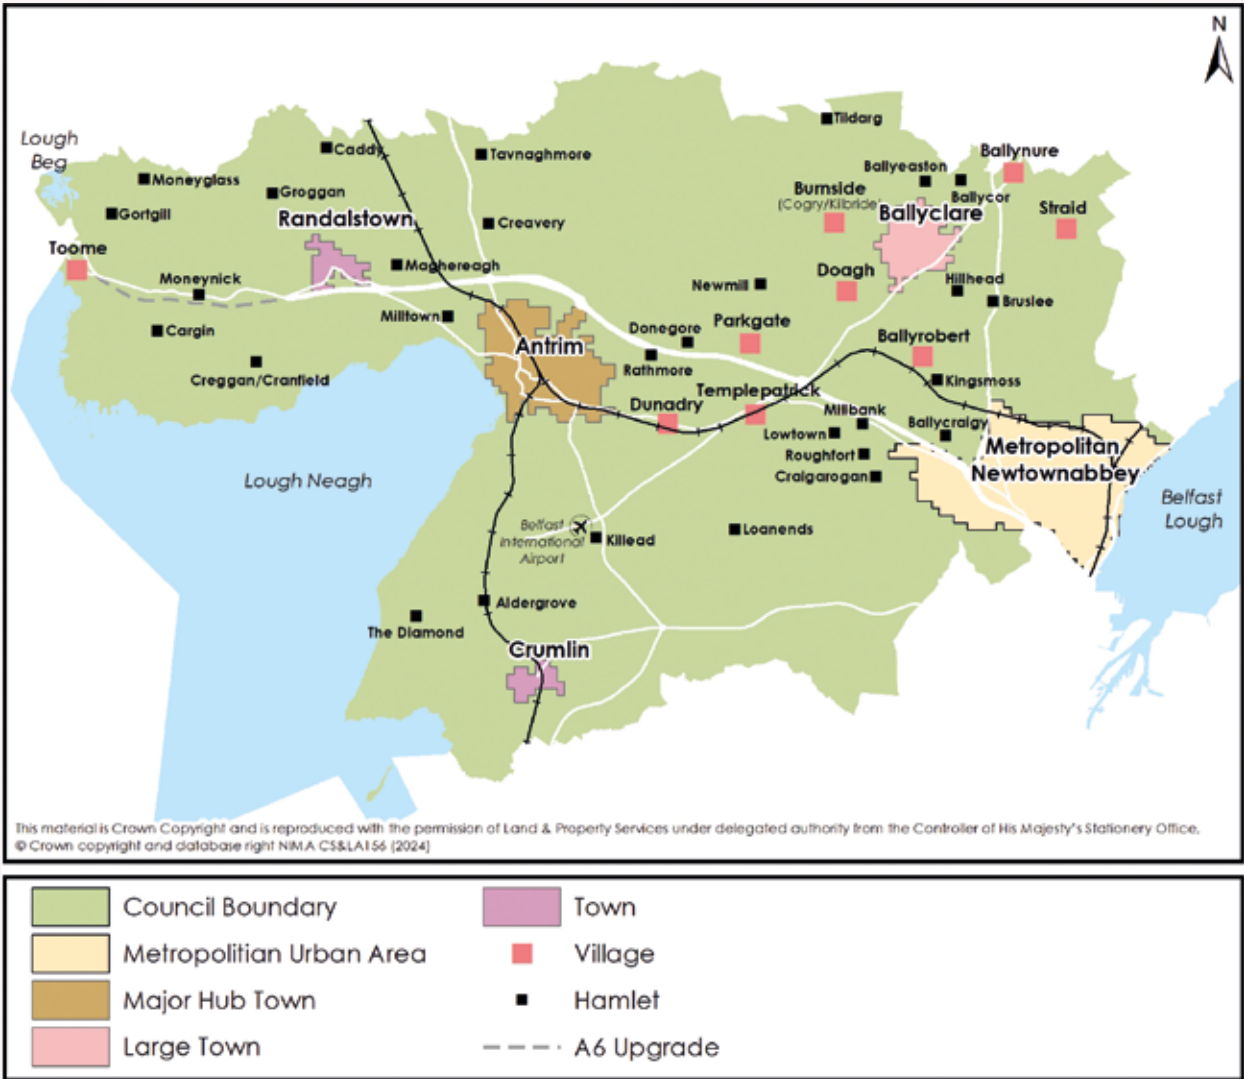 N
Lough
Beg
Tildarg
Caddy
Tavnaghmore
Ballynure
Ballyeaston
Moneyglass
Groggan
Burnside
(Cogry/Kilbride)
Ballycor
Gortgill
Randalstown
Creavery
Ballyclare
Straid
Toome
Maghereagh
Doagh
Moneynick
Newmill
Hillhead
Bruslee
Milltown
Cargin
Donegore
Parkgate
Antrim
Ballyrobert
Rathmore
Creggan/Cranfield
Kingsmoss
Templepatrick
Dunadry
Millbank
Lowtown
Ballycraigy
Roughfort
Metropolitan
Newtownabbey
Craigarogan
Lough Neagh
Belfast
Lough
Belfast
International
Airport
Killead
Loanends
Aldergrove
The Diamond
Crumlin
This material is Crown Copyright and is reproduced with the permission of Land & Property Services under delegated authority from the Controller of His Majesty's Stationery Office,
© Crown copyright and database right NIMA CS&LA156 (2024)
Council Boundary
Metropolitian Urban Area
Major Hub Town
Large Town
Town
Village
Hamlet
A6 Upgrade